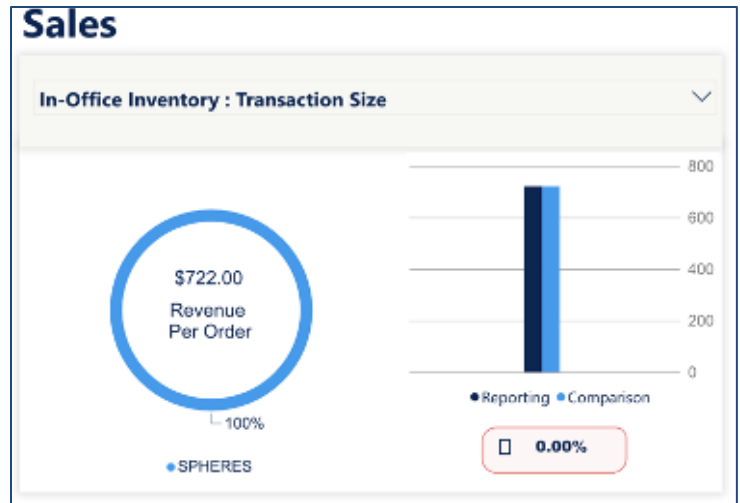 Sales
In-Office Inventory : Transaction Size
$722.00
Revenue
Per Order
100%
SPHERES
800
600
400
200
0
Reporting Comparison
0.00%